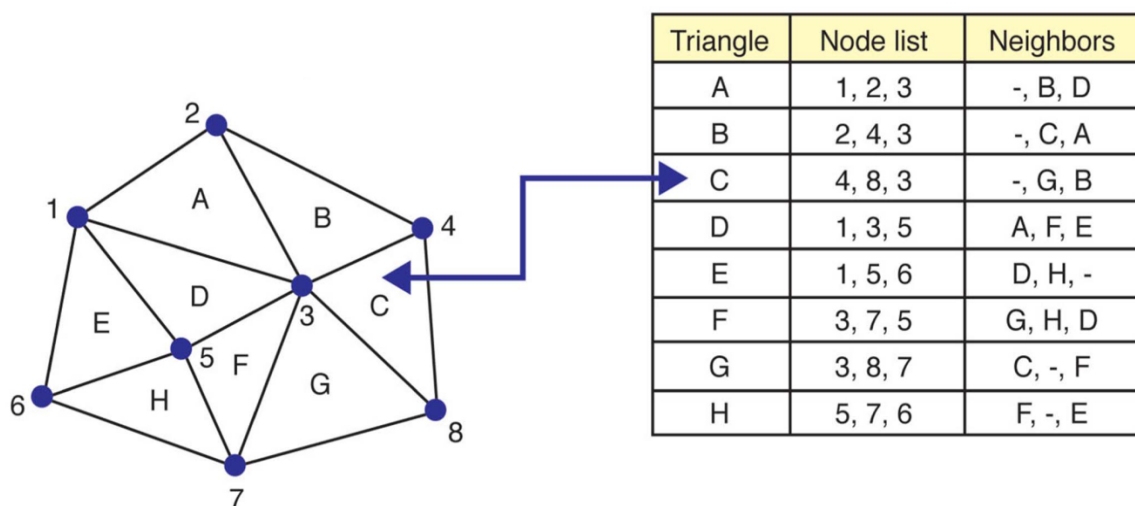 Triangle Node list Neighbors
A 1, 2, 3 -, B, D
B 2, 4, 3 -, C, A
C 4, 8, 3 -, G, B
D 1, 3, 5 A, F, E
E 1, 5, 6 D, H, -
F 3, 7, 5 G, H, D
G 3, 8, 7 C, -, F
H 5, 7, 6 F, -, E
2
1
A
B
4
D
3
C
E
5
F
G
6
H
8
7